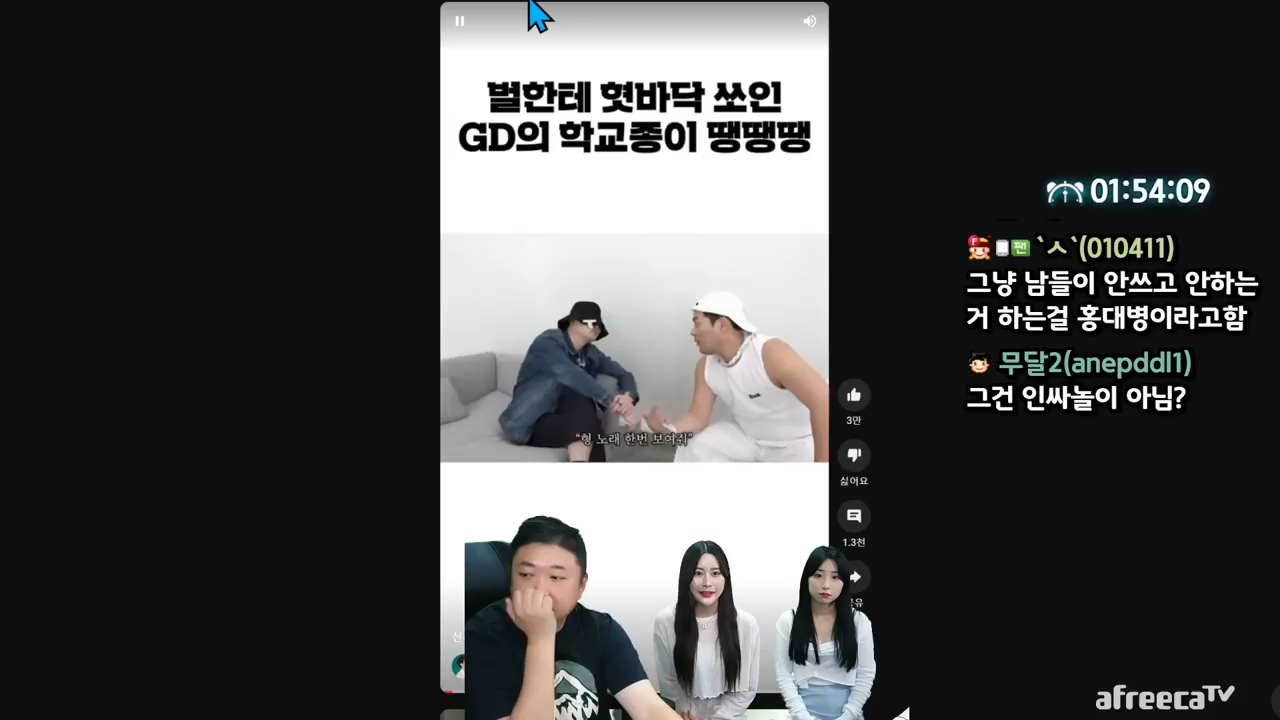 벌한테 혓바닥 쏘인
GD의 학교종이 땡땡땡
"형 노래 한번 보여줘"
3만
싫어요
1.3천
01:54:09
F 팬 `ㅅ`(010411)
그냥 남들이 안쓰고 안하는
거 하는걸 홍대병이라고함
무달2(anepddl1)
그건 인싸놀이 아님?
afreecaTV